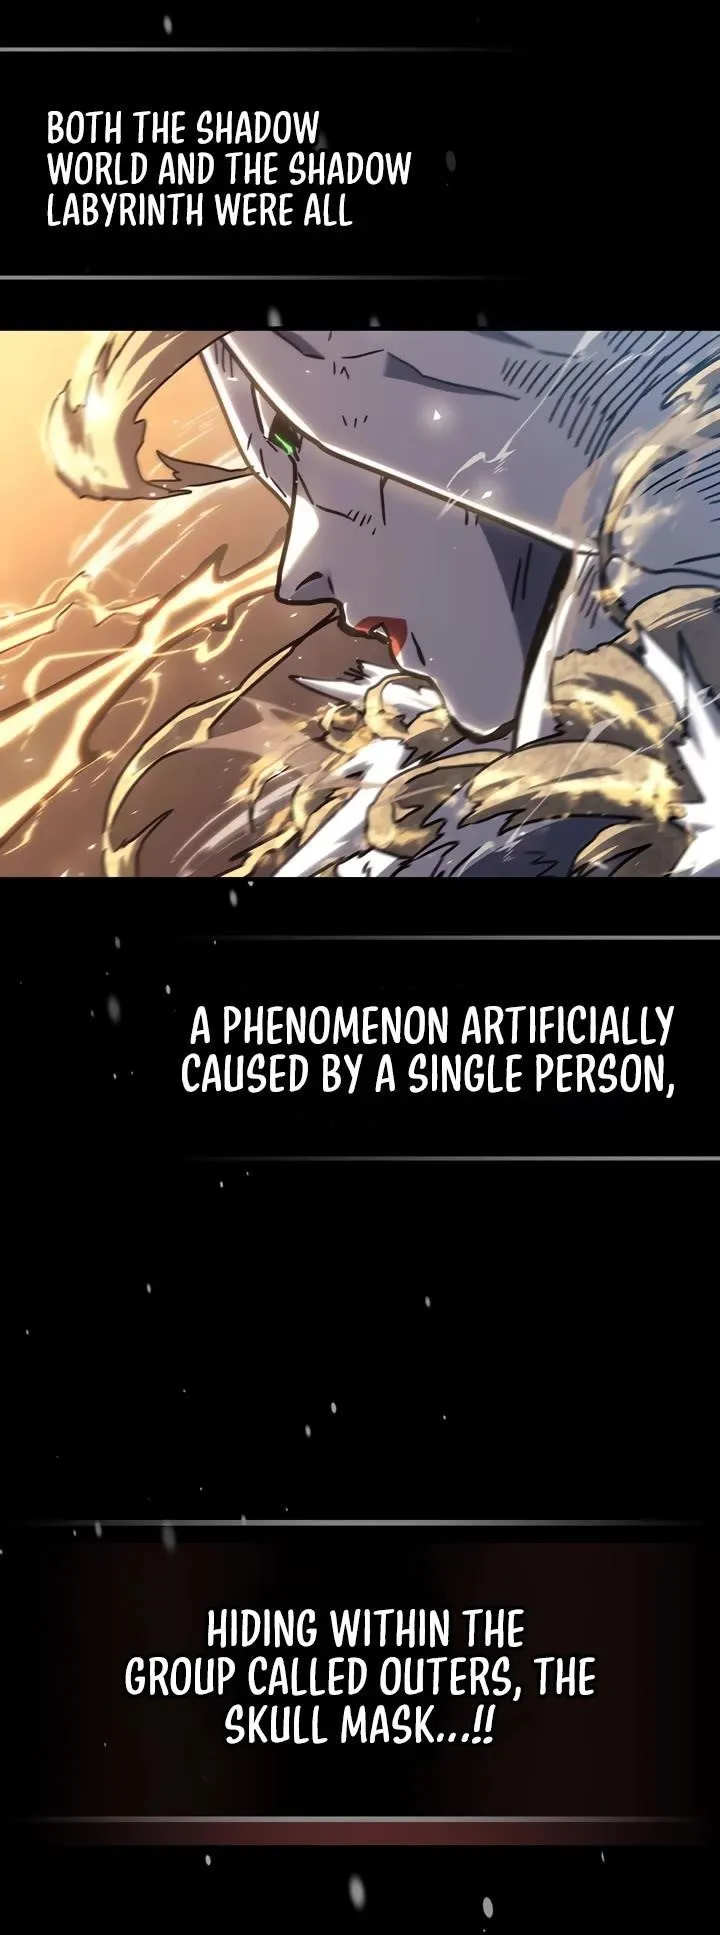 BOTH THE SHADOW
WORLD AND THE SHADOW
LABYRINTH WERE ALL
A PHENOMENON ARTIFICIALLY
CAUSED BY A SINGLE PERSON,
HIDING WITHIN THE
GROUP CALLED OUTERS, THE
SKULL MASK...!!